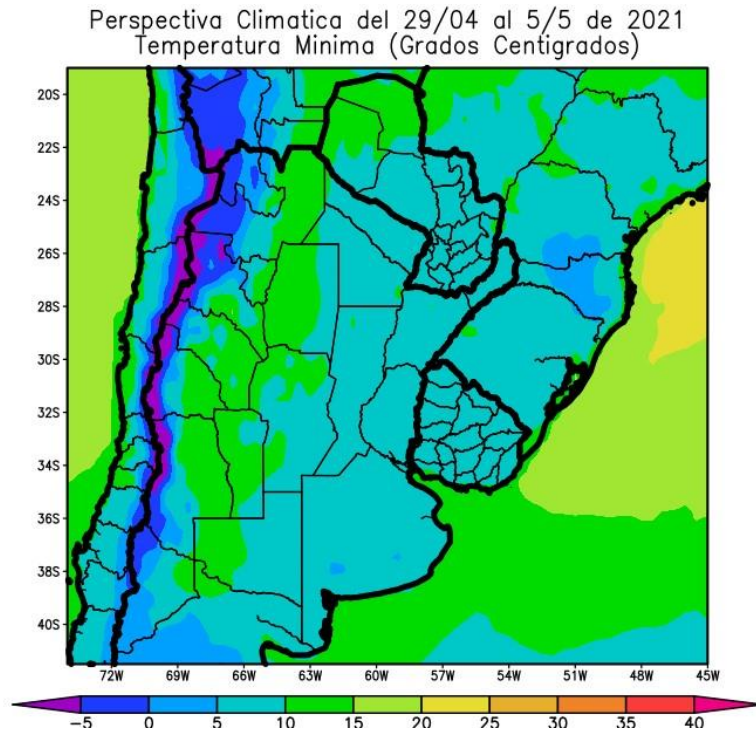 Perspectiva Climatica del 29/04 al 5/5 de 2021
Temperatura Minima (Grados Centigrados)
20S
22S
24S
26S
28S
30S
32S
34S
36S
38S
40S
72W 69W 66W 63W 60W 57W 54W 51W 48W 45W
−5 0 5 10 15 20 25 30 35 40